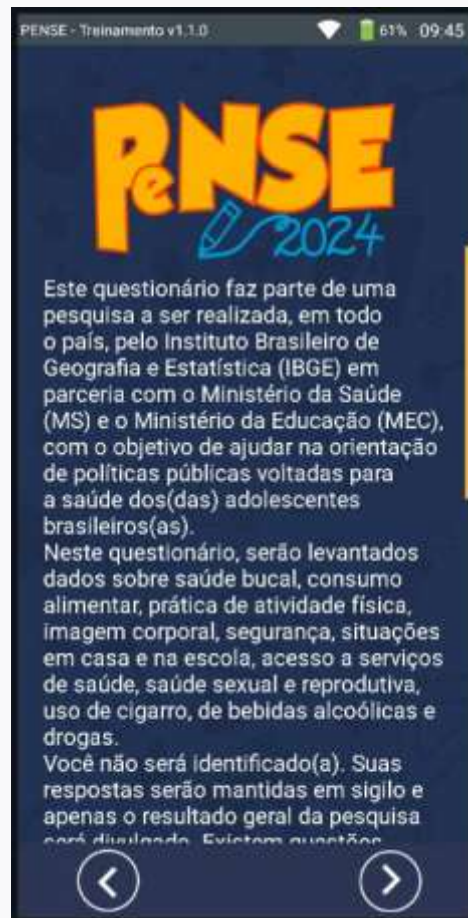 PENSE - Treinamento v1.1.0 61% 09:45
PeNSE
2024
Este questionário faz parte de uma
pesquisa a ser realizada, em todo
o país, pelo Instituto Brasileiro de
Geografia e Estatística (IBGE) em
parceria com o Ministério da Saúde
(MS) e o Ministério da Educação (MEC),
com o objetivo de ajudar na orientação
de políticas públicas voltadas para
a saúde dos(das) adolescentes
brasileiros(as).
Neste questionário, serão levantados
dados sobre saúde bucal, consumo
alimentar, prática de atividade física,
imagem corporal, segurança, situações
em casa e na escola, acesso a serviços
de saúde, saúde sexual e reprodutiva,
uso de cigarro, de bebidas alcoólicas e
drogas.
Você não será identificado(a). Suas
respostas serão mantidas em sigilo e
apenas o resultado geral da pesquisa
será divulgado. Existem questões